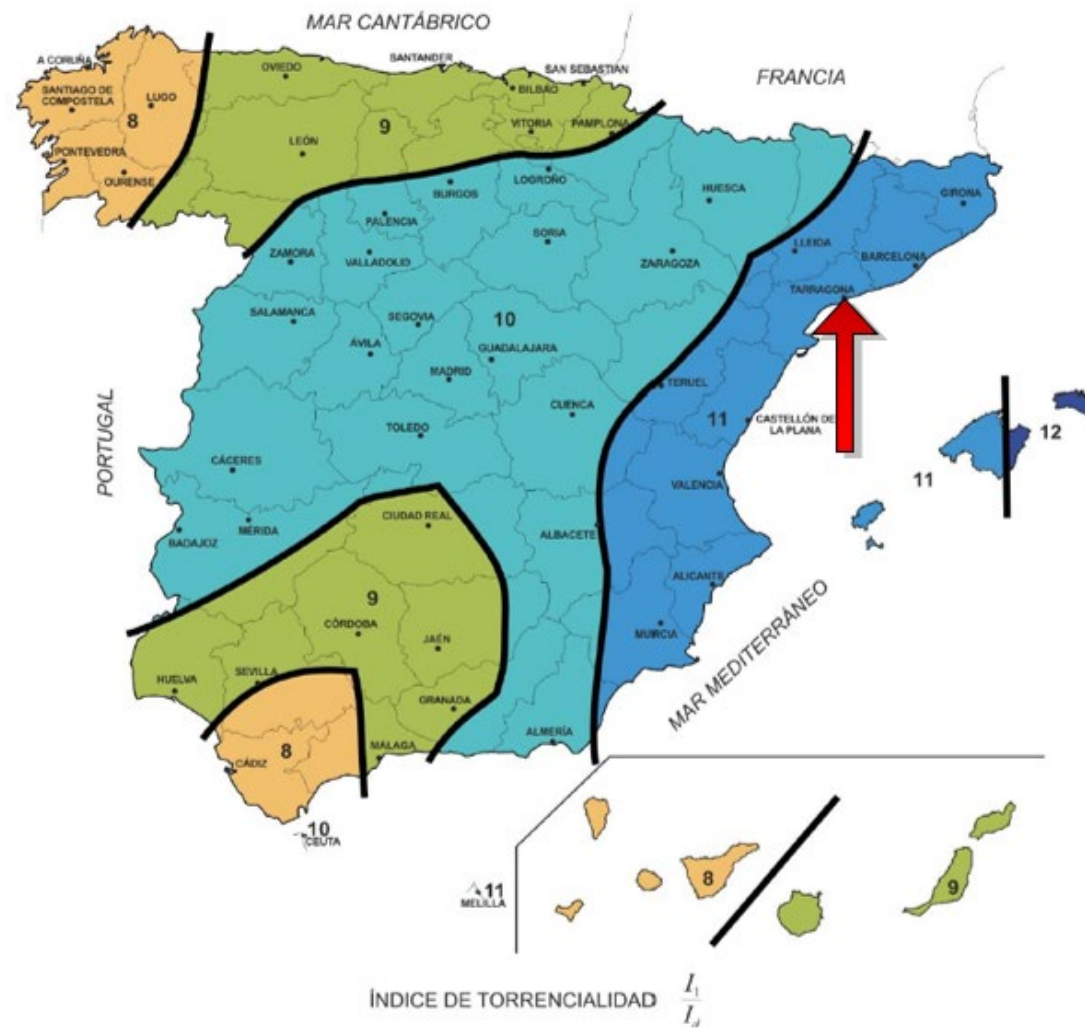 MAR CANTÁBRICO
A CORUÑA
SANTIAGO DE
COMPOSTELA
LUGO
8
PONTEVEDRA
OURENSE
OVIEDO
SANTANDER
BILBAO
SAN SEBASTIAN
FRANCIA
LEÓN
9
VITORIA
PAMPLONA
LOGROÑO
BURGOS
PALENCIA
HUESCA
GIRONA
ZAMORA
VALLADOLID
SORIA
ZARAGOZA
LLEIDA
BARCELONA
TARRAGONA
SALAMANCA
SEGOVIA
10
ÁVILA
GUADALAJARA
MADRID
TERUEL
PORTUGAL
TOLEDO
CUENCA
11
CASTELLÓN DE
LA PLANA
12
CÁCERES
VALENCIA
11
MÉRIDA
BADAJOZ
CIUDAD REAL
ALBACETE
ALICANTE
9
CÓRDOBA
JAÉN
MUIRCIA
MAR MEDITERRÁNEO
HUELVA
SEVILLA
GRANADA
ALMERÍA
MÁLAGA
8
CÁDIZ
10
CEUTA
11
MELILLA
8
9
ÍNDICE DE TORRENCIALIDAD I₁/I_d